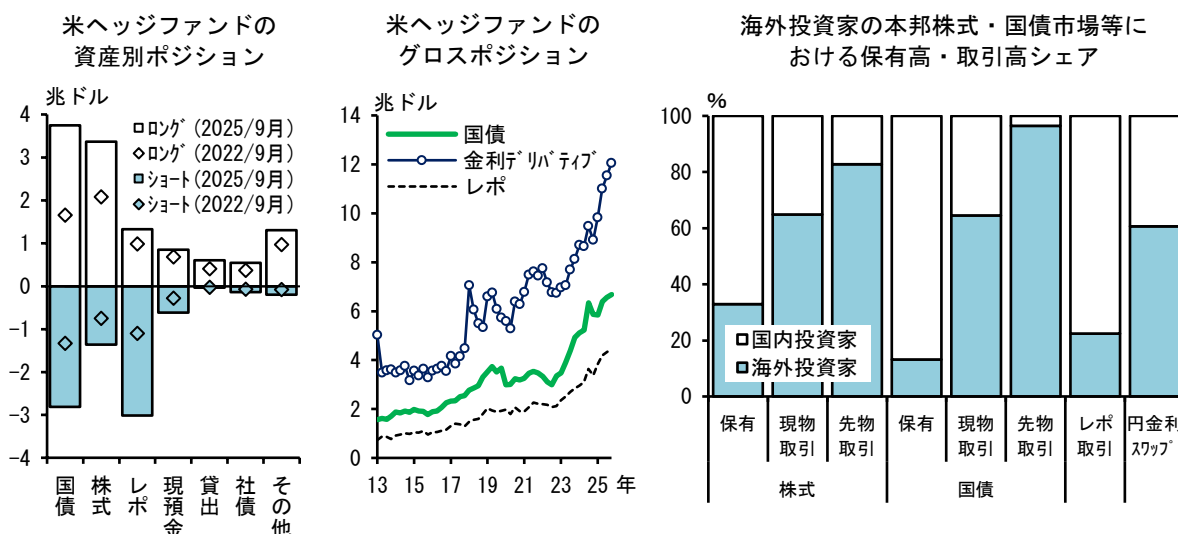 米ヘッジファンドの
資産別ポジション
兆ドル
4
3
2
1
0
−1
−2
−3
−4
ﾛﾝｸﾞ(2025/9月)
ﾛﾝｸﾞ(2022/9月)
ｼｮｰﾄ(2025/9月)
ｼｮｰﾄ(2022/9月)
国債
株式
レポ
現預金
貸出
社債
その他
米ヘッジファンドの
グロスポジション
兆ドル
14
12
10
8
6
4
2
0
国債
金利ﾃﾞﾘﾊﾞﾃｨﾌﾞ
レポ
13 15 17 19 21 23 25 年
海外投資家の本邦株式・国債市場等に
おける保有高・取引高シェア
%
100
80
60
40
20
0
国内投資家
海外投資家
保有
現物
取引
先物
取引
保有
現物
取引
先物
取引
レポ
取引
円金利
ｽﾜｯﾌﾟ
株式
国債